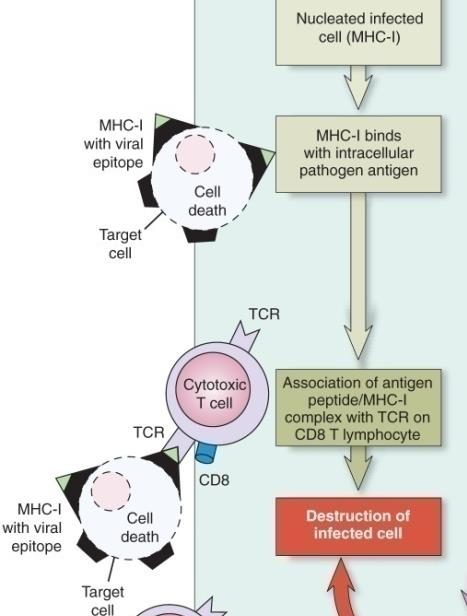 Nucleated infected
cell (MHC-I)
MHC-I
with viral
epitope
MHC-I binds
with intracellular
pathogen antigen
Cell
death
Target
cell
TCR
Cytotoxic
T cell
Association of antigen
peptide/MHC-I
complex with TCR on
CD8 T lymphocyte
TCR
CD8
MHC-I
with viral
epitope
Cell
death
Destruction of
infected cell
Target
cell